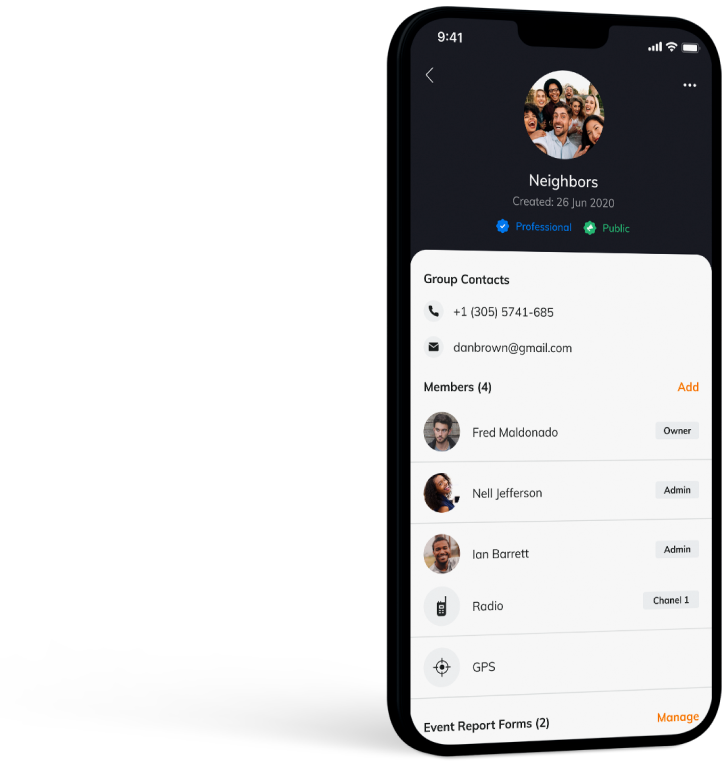 9:41
Neighbors
Created: 26 Jun 2020
Professional Public
Group Contacts
+1 (305) 5741-685
danbrown@gmail.com
Members (4) Add
Fred Maldonado Owner
Nell Jefferson Admin
Ian Barrett Admin
Radio Chanel 1
GPS
Event Report Forms (2) Manage